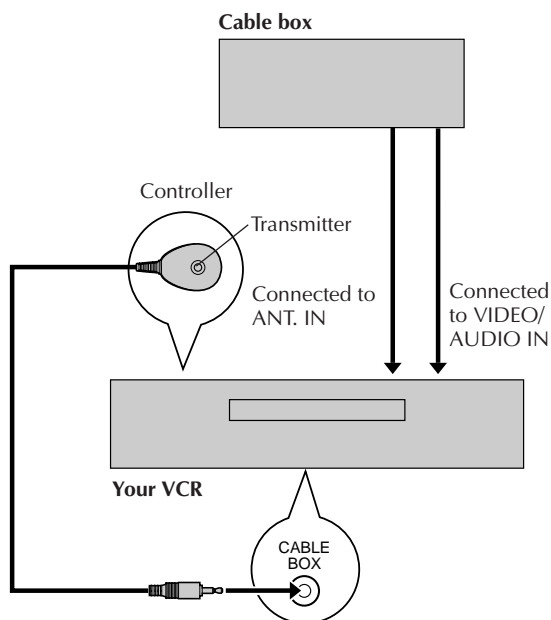 Cable box
Controller
Transmitter
Connected to
ANT. IN
Connected
to VIDEO/
AUDIO IN
Your VCR
CABLE
BOX